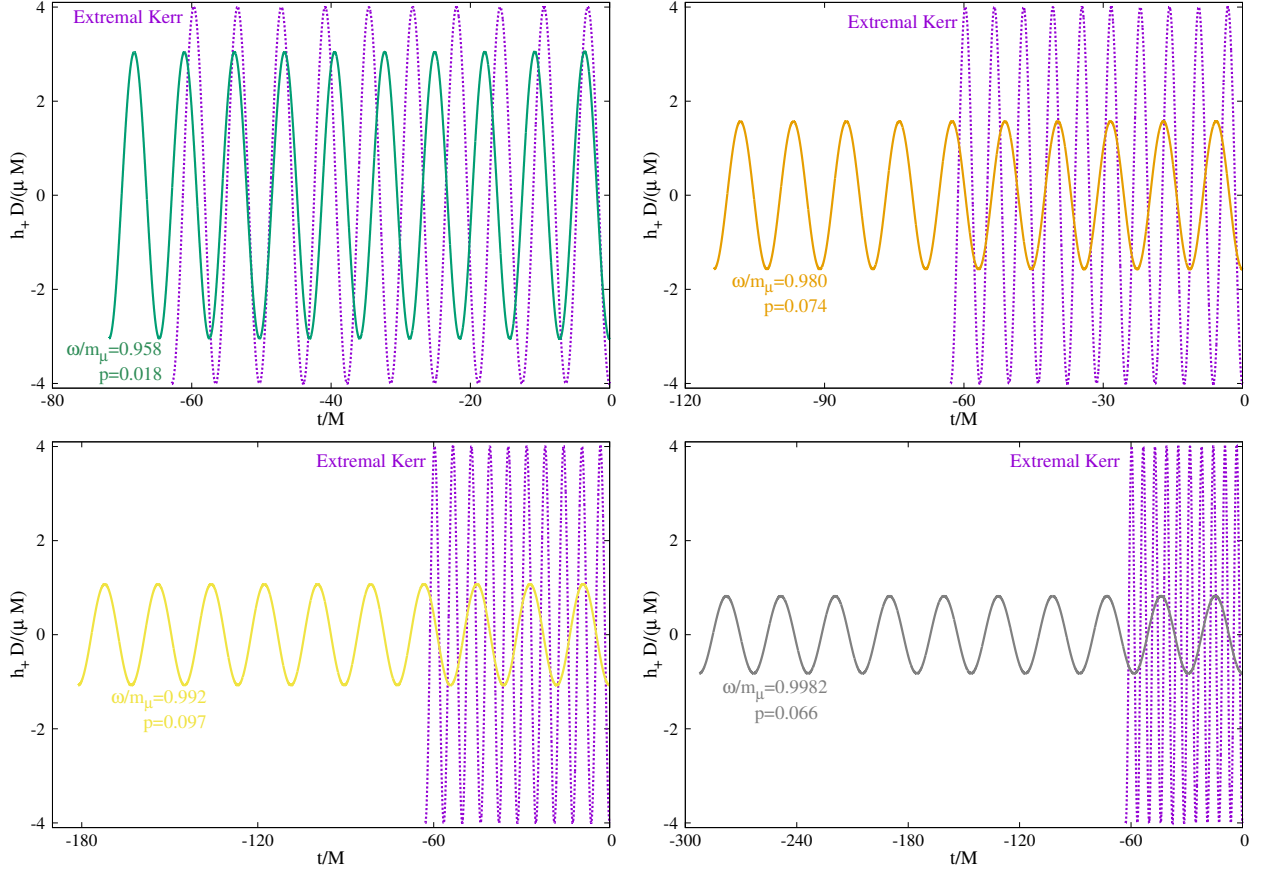 4
2
0
-2
-4
h+ D/(μ M)
Extremal Kerr
ω/mμ=0.958
p=0.018
-80 -60 -40 -20 0
t/M
4
2
0
-2
-4
h+ D/(μ M)
Extremal Kerr
ω/mμ=0.980
p=0.074
-120 -90 -60 -30 0
t/M
4
2
0
-2
-4
h+ D/(μ M)
Extremal Kerr
ω/mμ=0.992
p=0.097
-180 -120 -60 0
t/M
4
2
0
-2
-4
h+ D/(μ M)
Extremal Kerr
ω/mμ=0.9982
p=0.066
-300 -240 -180 -120 -60 0
t/M